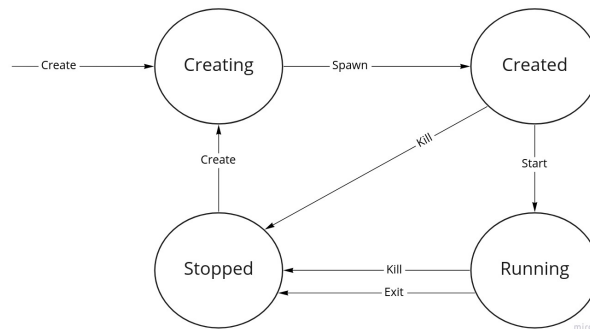 Create
Creating
Spawn
Created
Kill
Create
Start
Stopped
Kill
Running
Exit